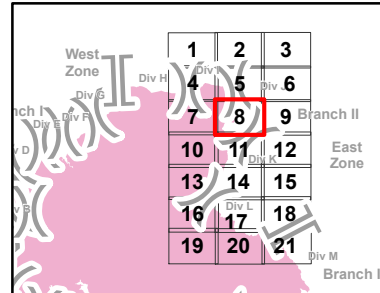 1 2 3
West
Zone
Div H
Div I
4 5 Div J 6
Div G
nch I
Div F
Div E
7 8 9 Branch II
Div D
10 11 12
East
Zone
Div K
13 14 15
Div B
Div L
16 17 18
19 20 21
Div M
Branch I